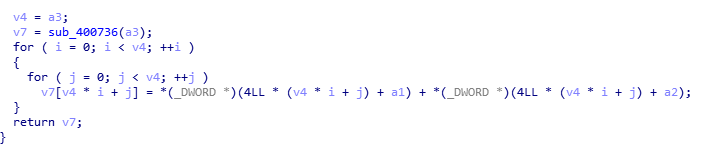 v4 = a3;
v7 = sub_400736(a3);
for ( i = 0; i < v4; ++i )
{
for ( j = 0; j < v4; ++j )
v7[v4 * i + j] = *(_DWORD *)(4LL * (v4 * i + j) + a1) + *(_DWORD *)(4LL * (v4 * i + j) + a2);
}
return v7;
}